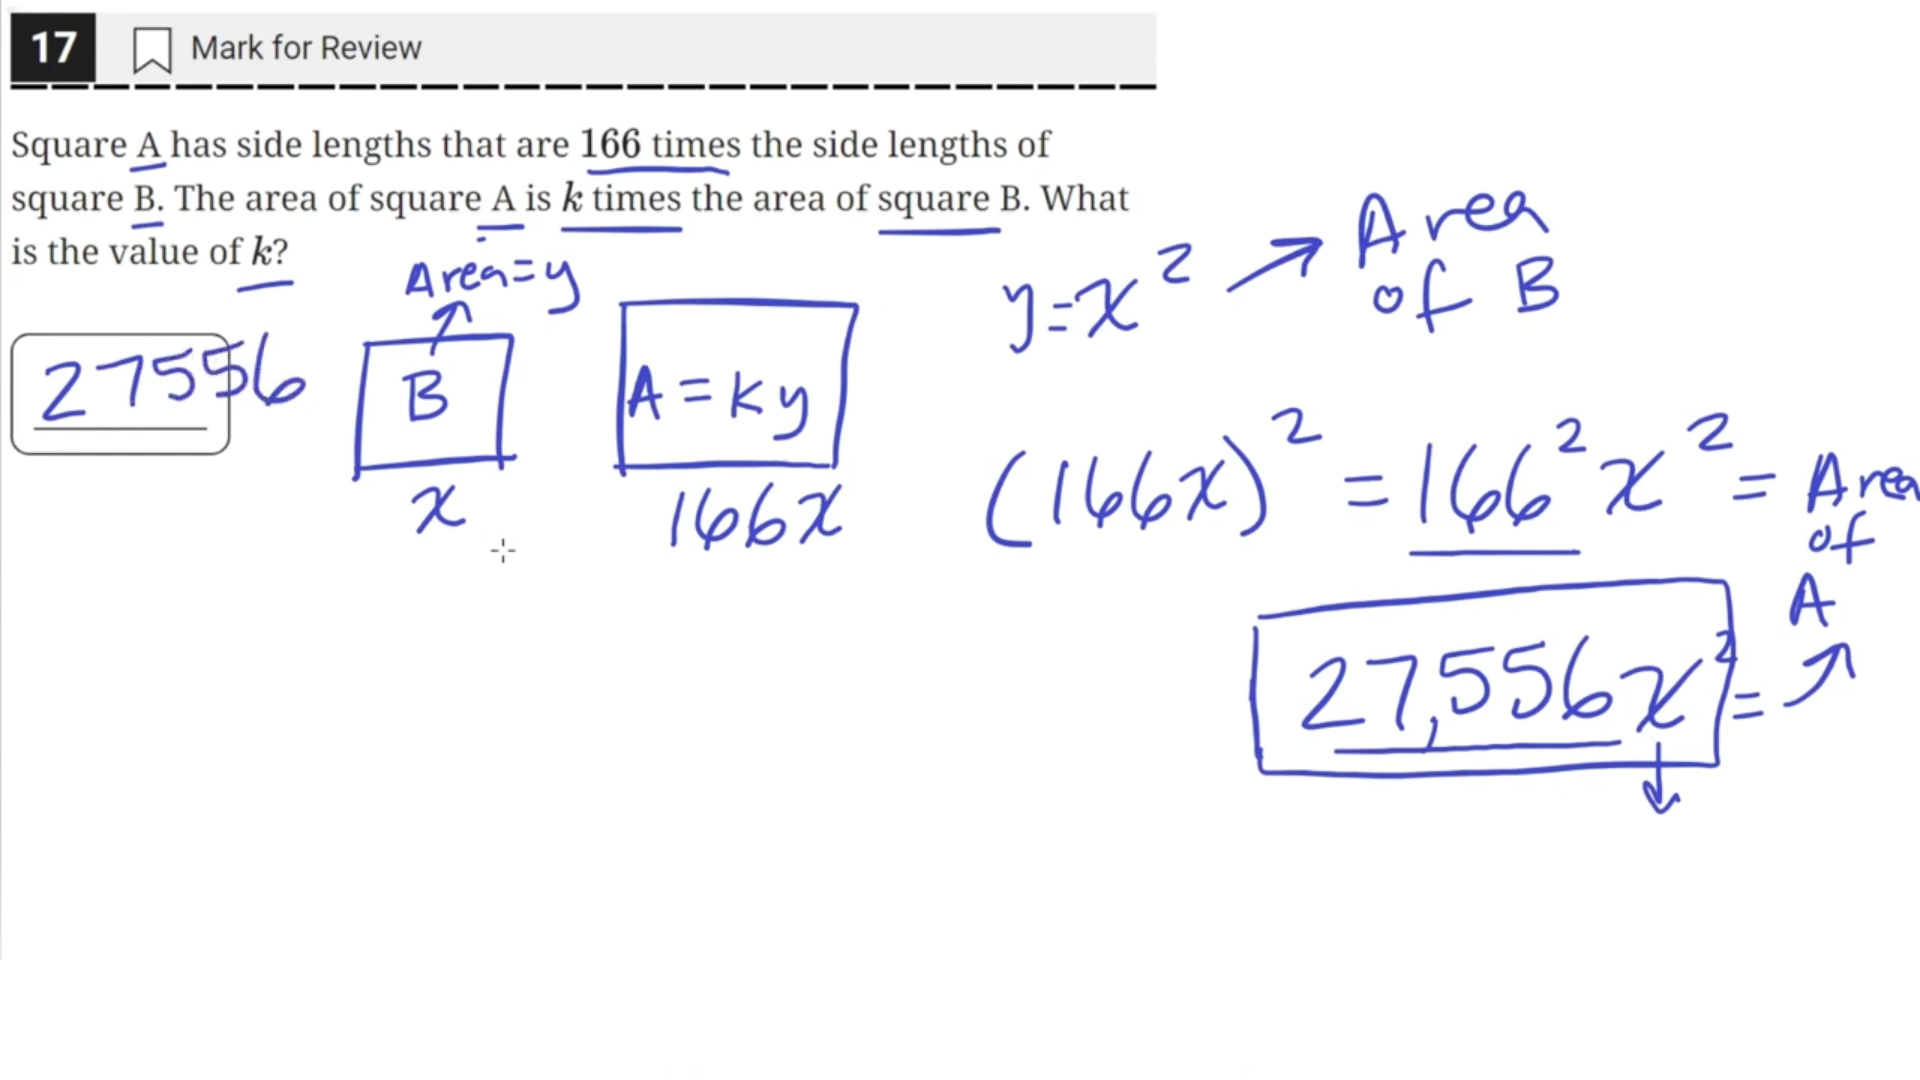 17 Mark for Review
Square A has side lengths that are 166 times the side lengths of
square B. The area of square A is k times the area of square B. What
is the value of k?
27556
Area=y
B
x
A = ky
166x
y=x² → Area
of B
(166x)² = 166²x² = Area
of
A
27,556x² =